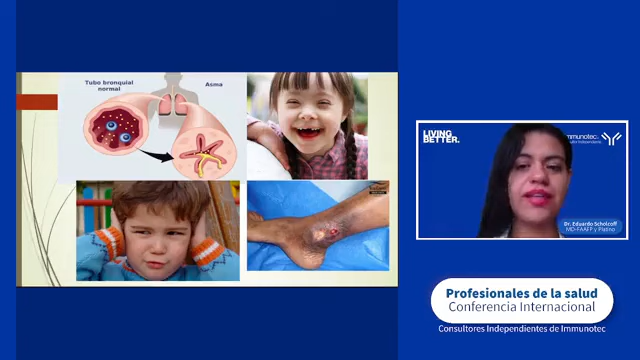 Tubo bronquial
normal
Asma
LIVING
BETTER.
immunotec
Dr. Eduardo Scholcoff
MD-FAAFP y Platino
Profesionales de la salud
Conferencia Internacional
Consultores Independientes de Immunotec